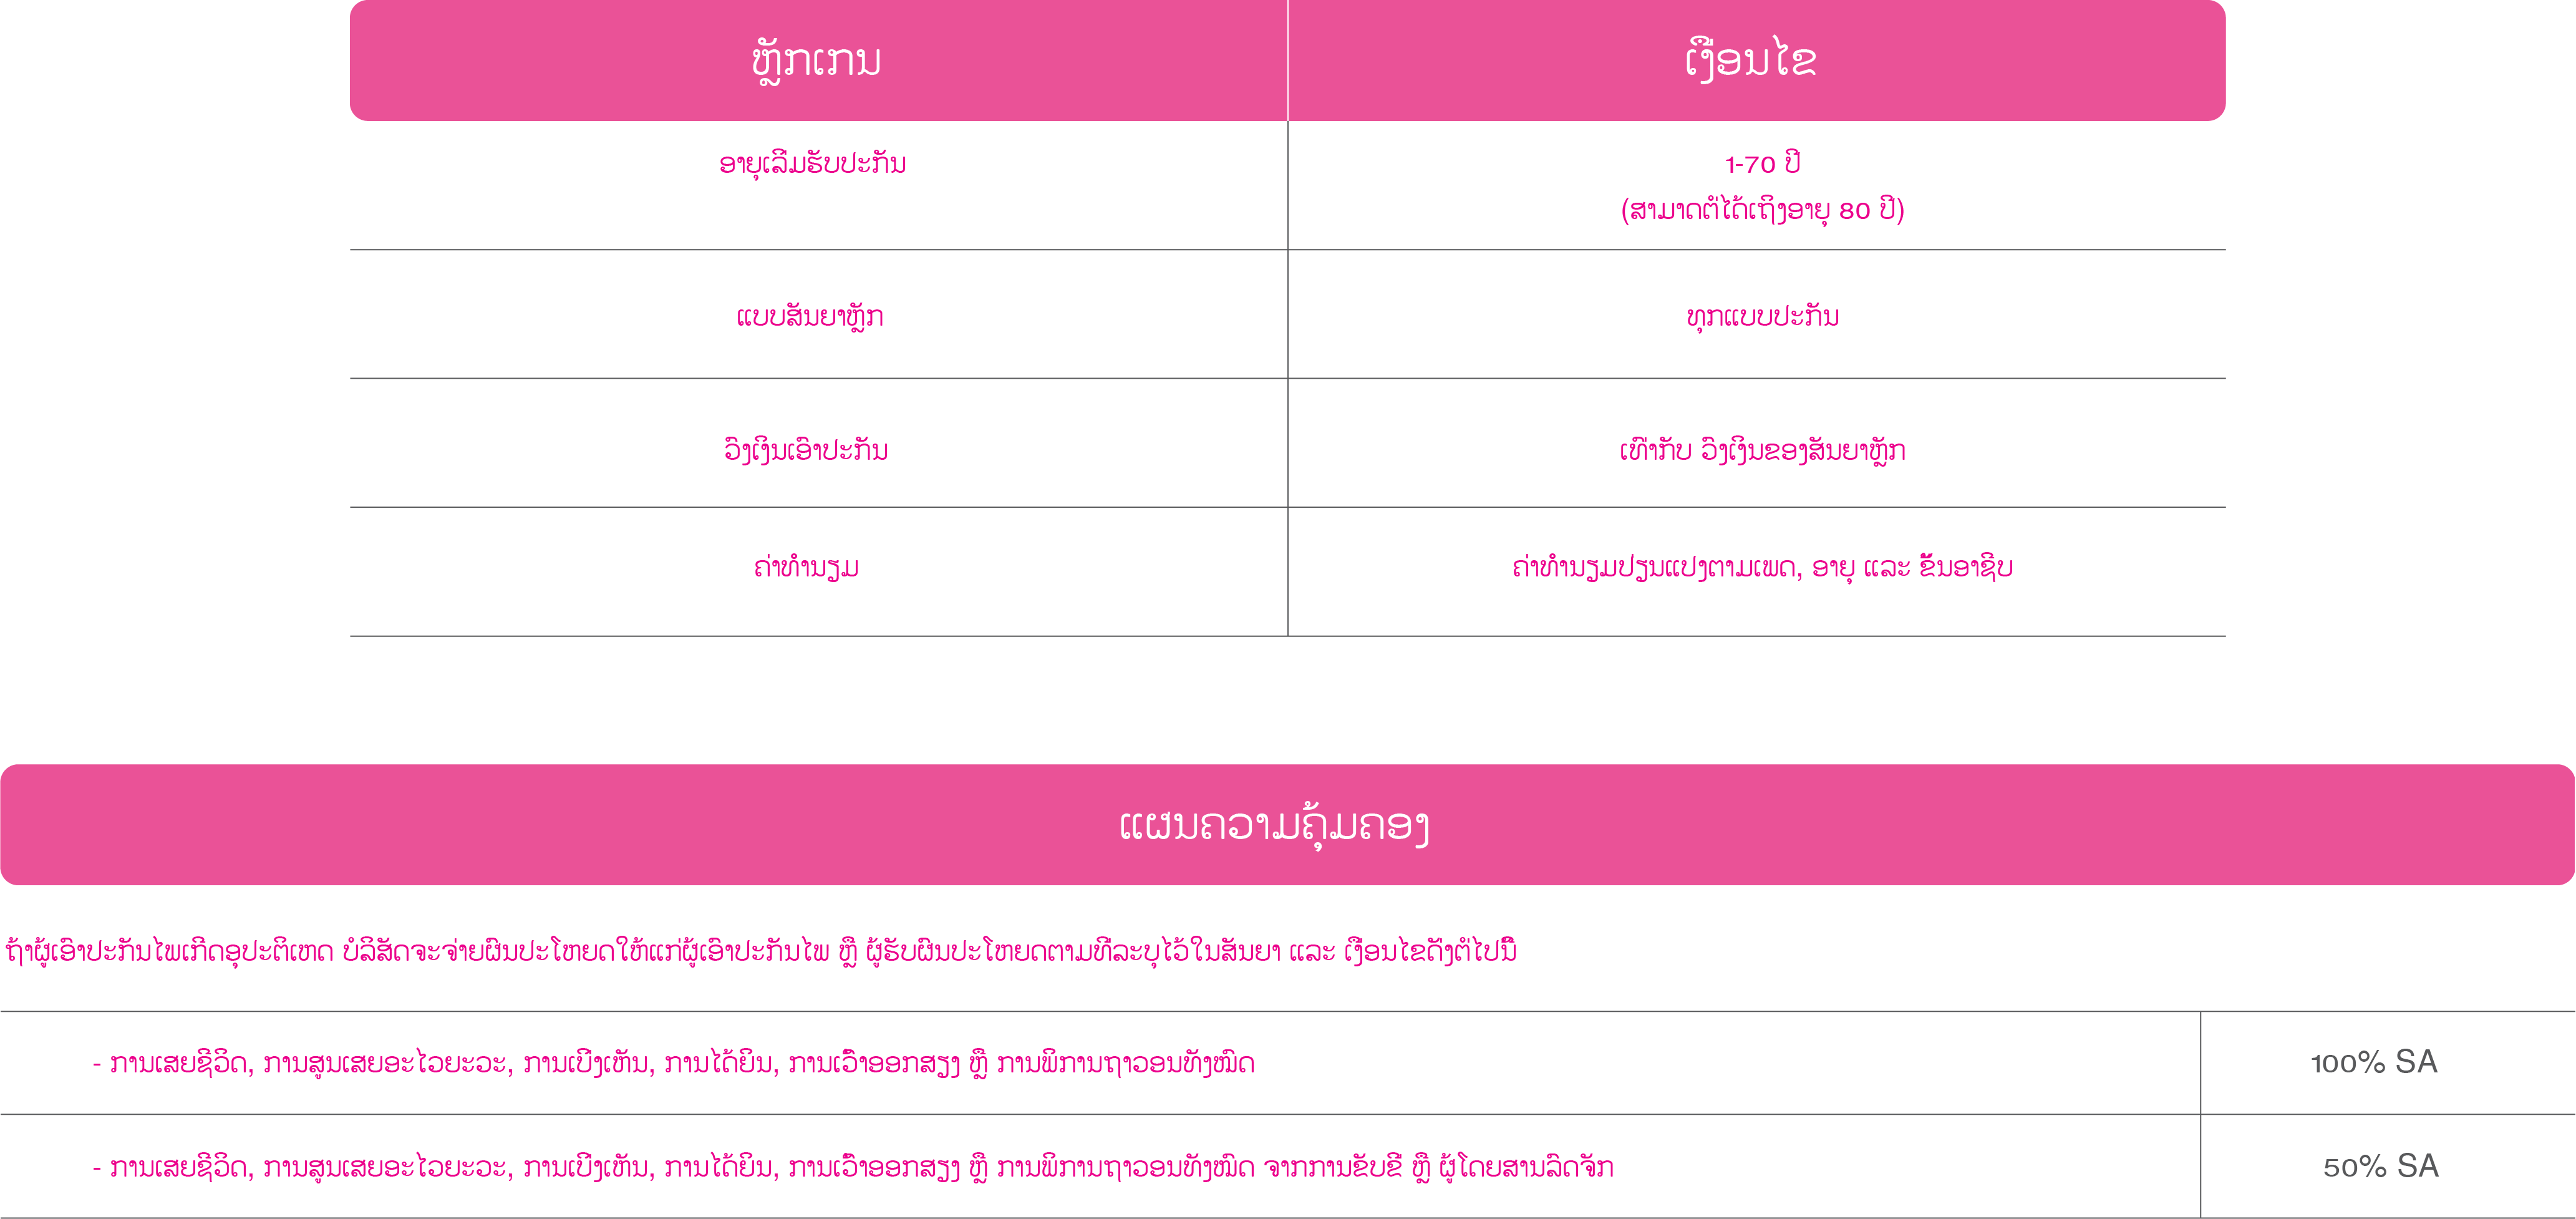 ຫຼັກເກນ ເງື່ອນໄຂ
ອາຍຸເລີ່ມຮັບປະກັນ 1-70 ປີ
(ສາມາດຕໍ່ໄດ້ເຖິງອາຍຸ 80 ປີ)
ແບບສັນຍາຫຼັກ ທຸກແບບປະກັນ
ວົງເງິນເອົາປະກັນ ເທົ່າກັບ ວົງເງິນຂອງສັນຍາຫຼັກ
ຄ່າທຳນຽມ ຄ່າທຳນຽມປຽນແປງຕາມເພດ, ອາຍຸ ແລະ ຂັ້ນອາຊີບ
ແຜນຄວາມຄຸ້ມຄອງ
ຖ້າຜູ້ເອົາປະກັນໄພເກີດອຸປະຕິເຫດ ບໍລິສັດຈະຈ່າຍຜົນປະໂຫຍດໃຫ້ແກ່ຜູ້ເອົາປະກັນໄພ ຫຼື ຜູ້ຮັບຜົນປະໂຫຍດຕາມທີ່ລະບຸໄວ້ໃນສັນຍາ ແລະ ເງື່ອນໄຂດັ່ງຕໍ່ໄປນີ້
- ການເສຍຊີວິດ, ການສູນເສຍອະໄວຍະວະ, ການເບິ່ງເຫັນ, ການໄດ້ຍິນ, ການເວົ້າອອກສຽງ ຫຼື ການພິການຖາວອນທັງໝົດ 100% SA
- ການເສຍຊີວິດ, ການສູນເສຍອະໄວຍະວະ, ການເບິ່ງເຫັນ, ການໄດ້ຍິນ, ການເວົ້າອອກສຽງ ຫຼື ການພິການຖາວອນທັງໝົດ ຈາກການຂັບຂີ່ ຫຼື ຜູ້ໂດຍສານລົດຈັກ 50% SA